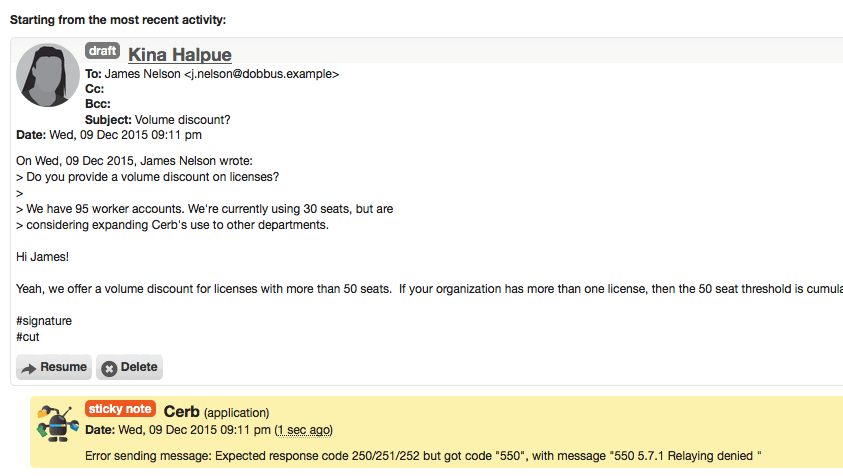 Starting from the most recent activity:
draft Kina Halpue
To: James Nelson <j.nelson@dobbus.example>
Cc:
Bcc:
Subject: Volume discount?
Date: Wed, 09 Dec 2015 09:11 pm
On Wed, 09 Dec 2015, James Nelson wrote:
> Do you provide a volume discount on licenses?
>
> We have 95 worker accounts. We're currently using 30 seats, but are
> considering expanding Cerb's use to other departments.
Hi James!
Yeah, we offer a volume discount for licenses with more than 50 seats.  If your organization has more than one license, then the 50 seat threshold is cumula
#signature
#cut
Resume Delete
sticky note Cerb (application)
Date: Wed, 09 Dec 2015 09:11 pm (1 sec ago)
Error sending message: Expected response code 250/251/252 but got code "550", with message "550 5.7.1 Relaying denied "